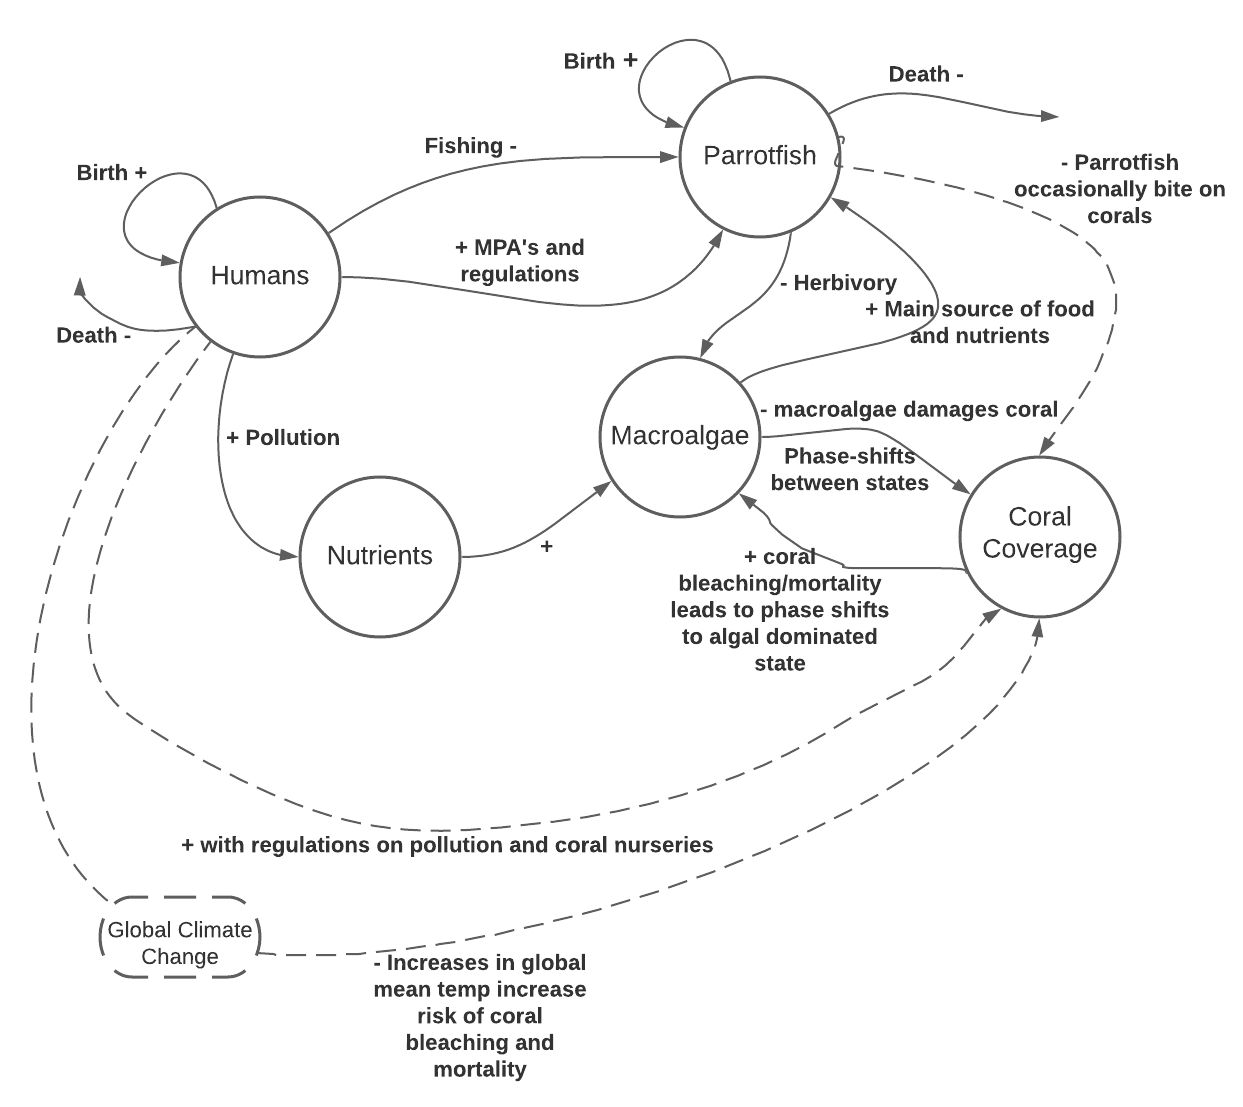 Birth +
Death -
Parrotfish
Fishing -
- Parrotfish
occasionally bite on
corals
Birth +
Humans
+ MPA's and
regulations
- Herbivory
+ Main source of food
and nutrients
Death -
- macroalgae damages coral
Macroalgae
+ Pollution
Phase-shifts
between states
Coral
Coverage
Nutrients
+
+ coral
bleaching/mortality
leads to phase shifts
to algal dominated
state
+ with regulations on pollution and coral nurseries
Global Climate
Change
- Increases in global
mean temp increase
risk of coral
bleaching and
mortality